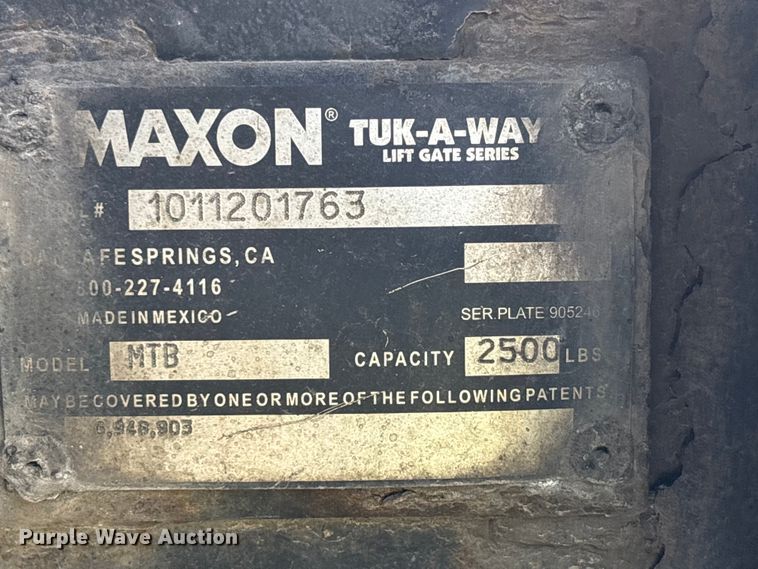 MAXON® TUK-A-WAY
LIFT GATE SERIES
L# 1011201763
SPRINGS, CA
800-227-4116
MADE IN MEXICO
SER.PLATE 905246
MODEL MTB CAPACITY 2500 LBS
MAY BE COVERED BY ONE OR MORE OF THE FOLLOWING PATENTS
6,948,903
Purple Wave Auction